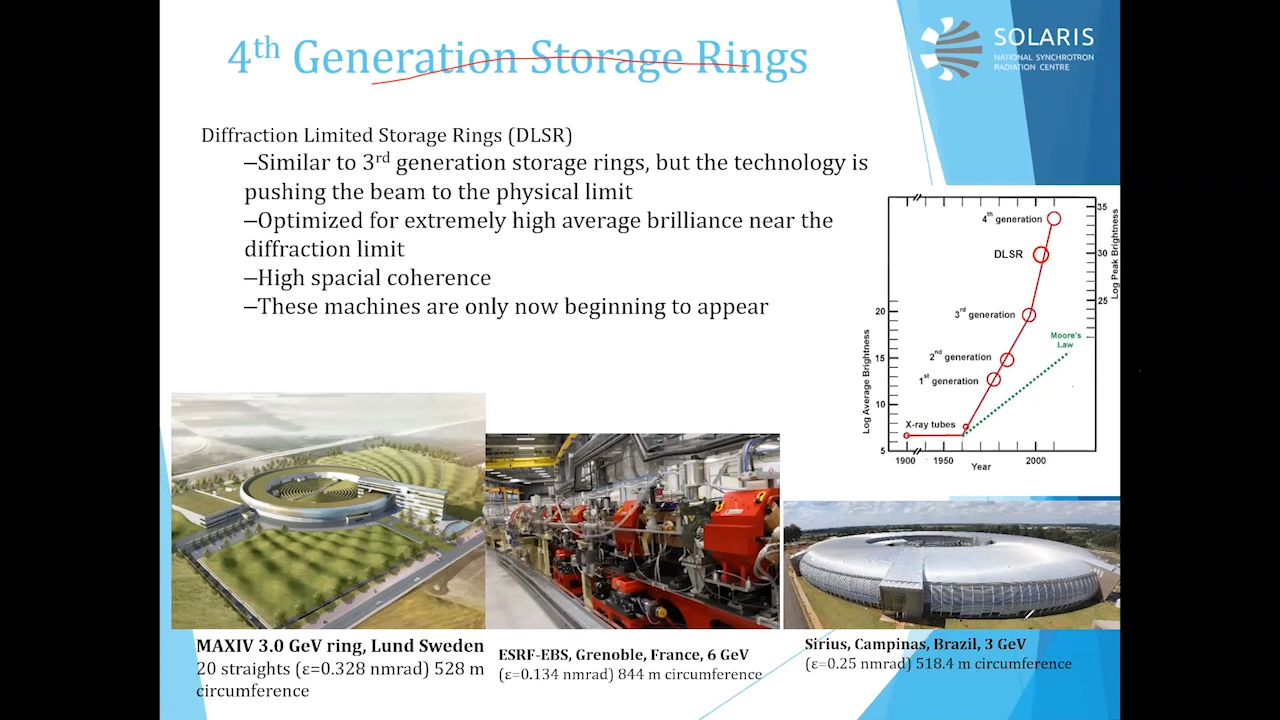 4th Generation Storage Rings
SOLARIS
NATIONAL SYNCHROTRON
RADIATION CENTRE
Diffraction Limited Storage Rings (DLSR)
–Similar to 3rd generation storage rings, but the technology is
pushing the beam to the physical limit
–Optimized for extremely high average brilliance near the
diffraction limit
–High spacial coherence
–These machines are only now beginning to appear
35
4th generation
DLSR
30
Log Peak Brightness
25
20
3rd generation
Moore's
Law
2nd generation
15
1st generation
Log Average Brightness
10
X-ray tubes
5
1900
1950
2000
Year
MAXIV 3.0 GeV ring, Lund Sweden
20 straights (ε=0.328 nmrad) 528 m
circumference
ESRF-EBS, Grenoble, France, 6 GeV
(ε=0.134 nmrad) 844 m circumference
Sirius, Campinas, Brazil, 3 GeV
(ε=0.25 nmrad) 518.4 m circumference